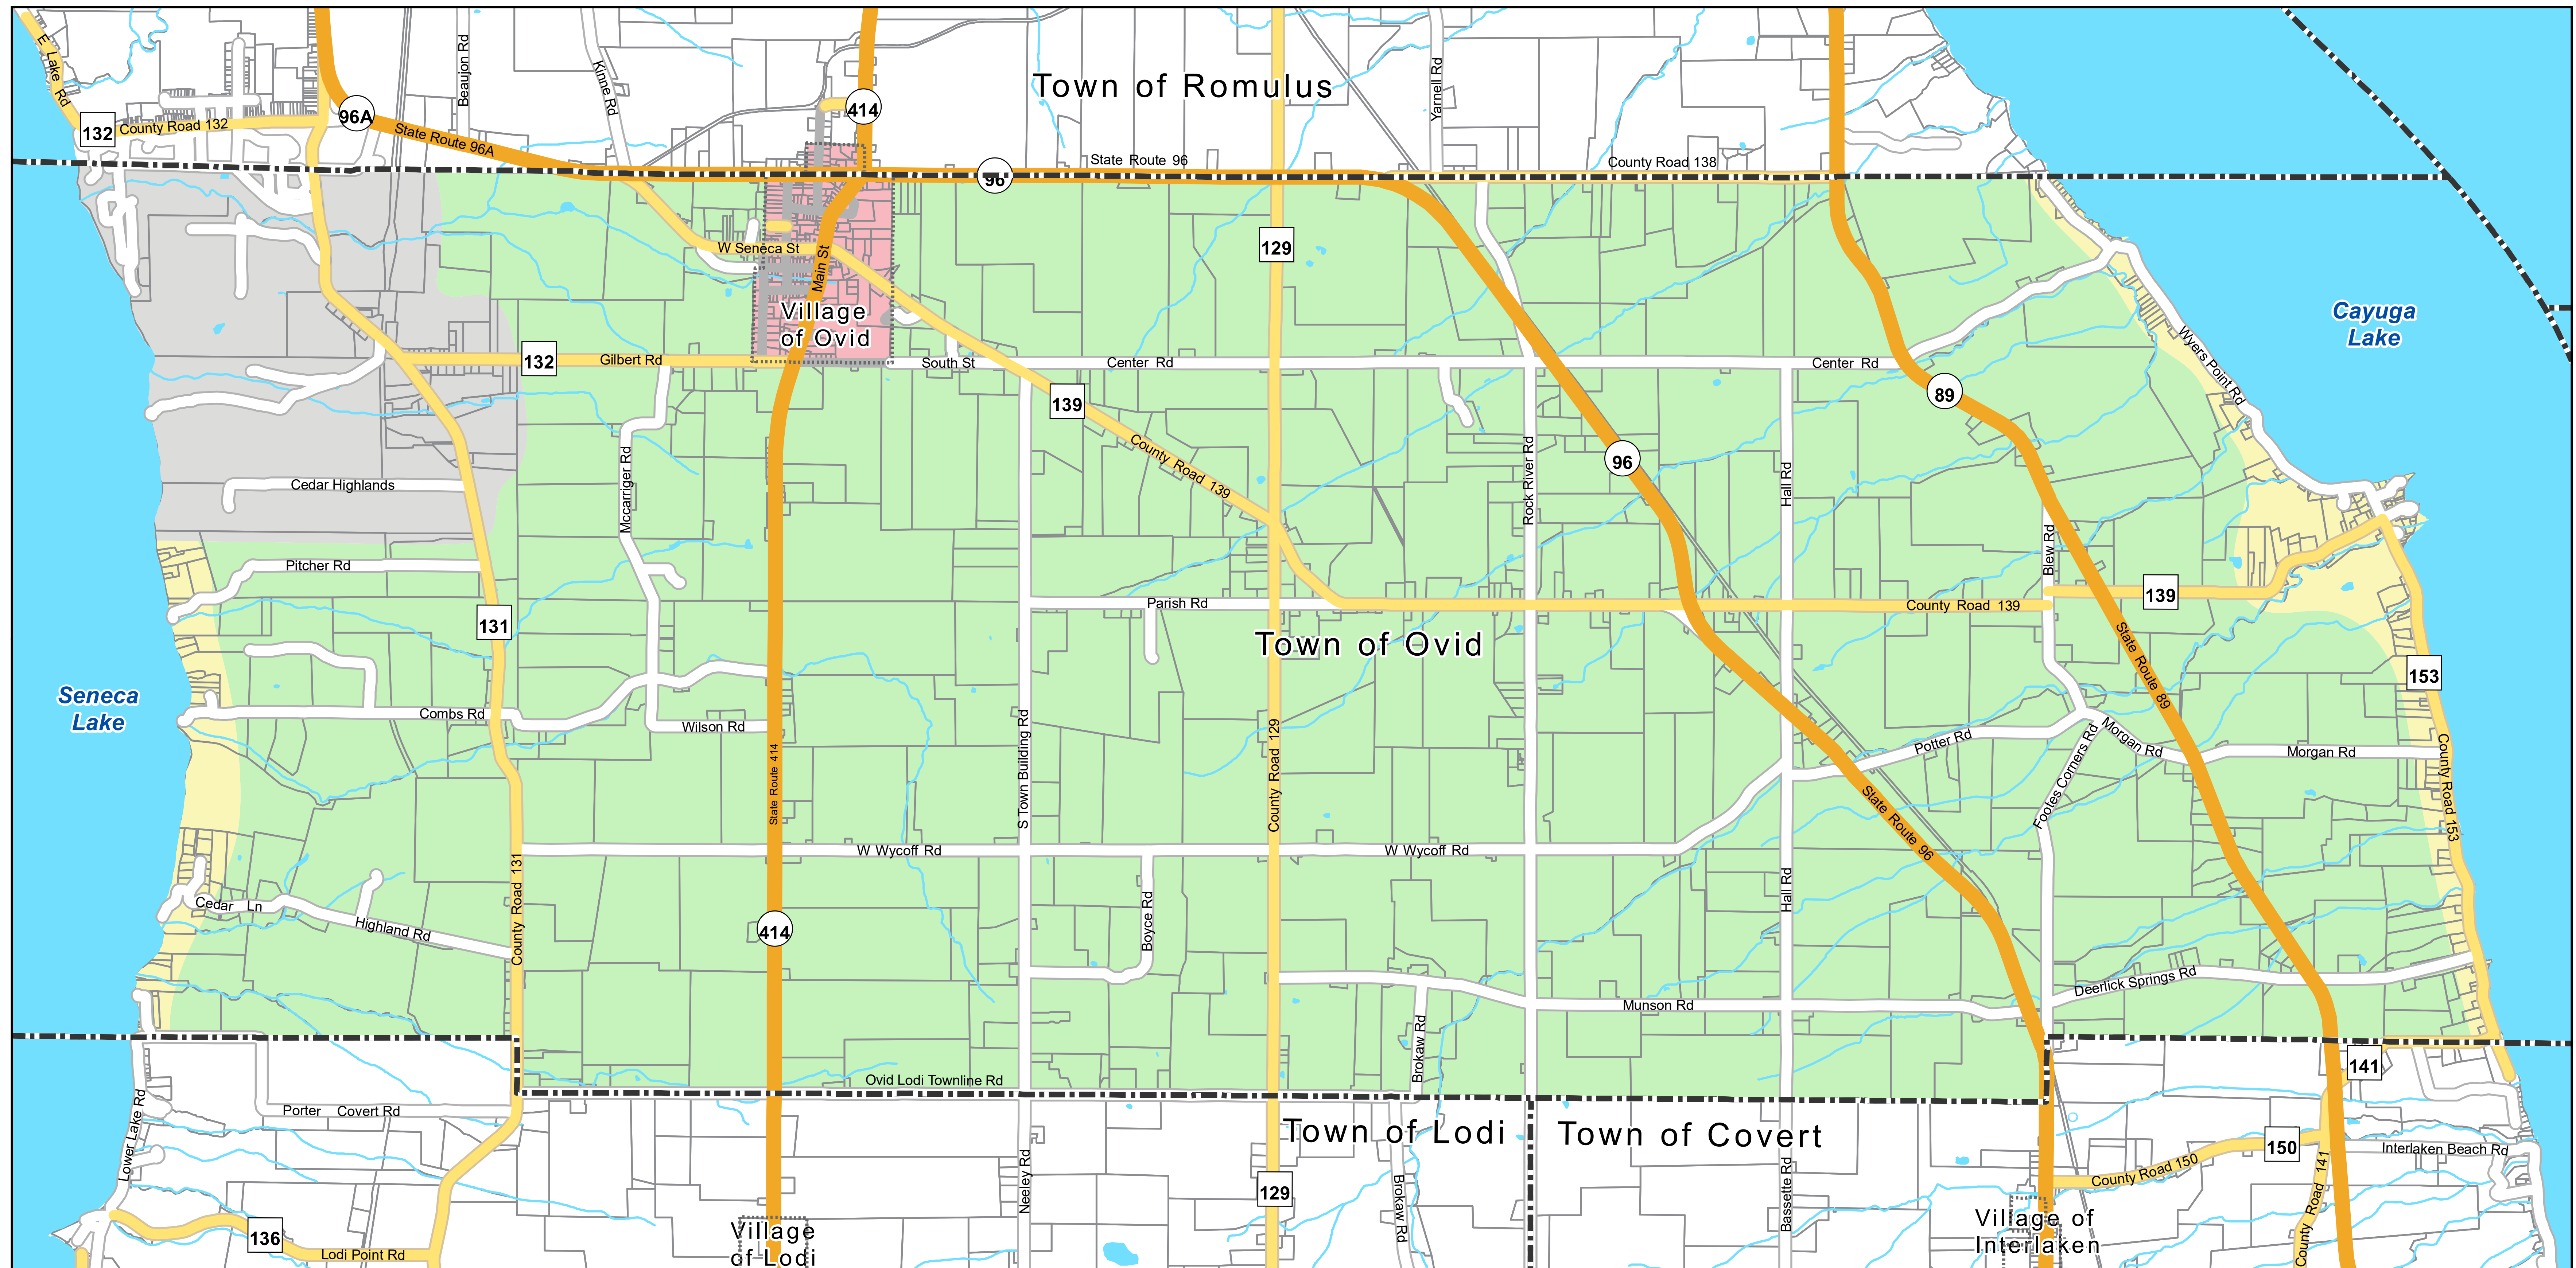 E Lake Rd
132
County Road 132
96A
State Route 96A
Beaujon Rd
Kinne Rd
414
Town of Romulus
Yarnell Rd
96
State Route 96
County Road 138
W Seneca St
Main St
129
Village
of Ovid
Cayuga
Lake
132
Gilbert Rd
South St
Center Rd
Center Rd
Wyers Point Rd
139
89
County Road 139
96
Mccarriger Rd
Rock River Rd
Hall Rd
Cedar Highlands
Blew Rd
Pitcher Rd
131
Parish Rd
County Road 139
139
Town of Ovid
State Route 89
153
Seneca
Lake
Combs Rd
Wilson Rd
State Route 414
S Town Building Rd
County Road 129
Potter Rd
Morgan Rd
Morgan Rd
Footes Corners Rd
County Road 153
State Route 96
W Wycoff Rd
W Wycoff Rd
County Road 131
Hall Rd
Cedar Ln
Highland Rd
414
Boyce Rd
Deerlick Springs Rd
Munson Rd
Brokaw Rd
Ovid Lodi Townline Rd
141
Porter Covert Rd
Lower Lake Rd
Town of Lodi
Town of Covert
150
County Road 150
County Road 141
Interlaken Beach Rd
Neeley Rd
129
Brokaw Rd
Bassette Rd
Village of
Interlaken
136
Lodi Point Rd
Village
of Lodi